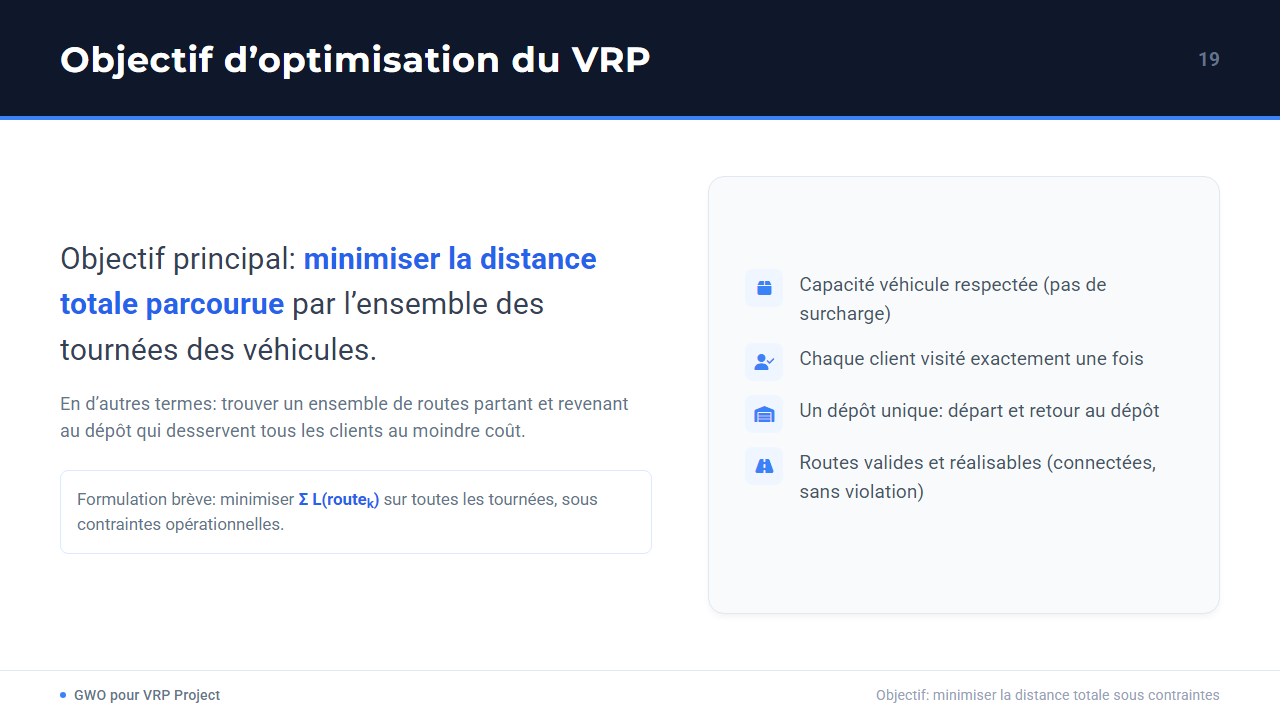 Objectif d’optimisation du VRP
19
Objectif principal: minimiser la distance
totale parcourue par l’ensemble des
tournées des véhicules.
En d’autres termes: trouver un ensemble de routes partant et revenant
au dépôt qui desservent tous les clients au moindre coût.
Formulation brève: minimiser Σ L(routek) sur toutes les tournées, sous
contraintes opérationnelles.
Capacité véhicule respectée (pas de
surcharge)
Chaque client visité exactement une fois
Un dépôt unique: départ et retour au dépôt
Routes valides et réalisables (connectées,
sans violation)
GWO pour VRP Project
Objectif: minimiser la distance totale sous contraintes